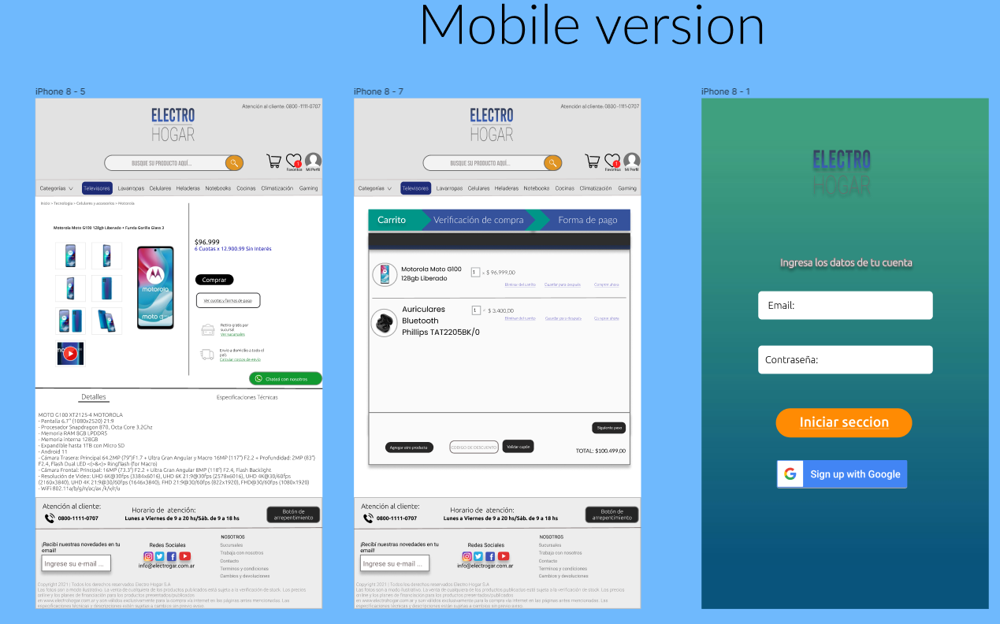 Mobile version
iPhone 8 - 5
Atención al cliente: 0800 -1111-0707
ELECTRO
HOGAR
BUSQUE SU PRODUCTO AQUÍ...
1
Favoritos
Mi Perfil
Categorías
Televisores
Lavarropas
Celulares
Heladeras
Notebooks
Cocinas
Climatización
Gaming
Inicio > Tecnología > Celulares y accesorios > Motorola
Motorola Moto G100 128gb Liberado + Funda Gorilla Glass 3
motorola
moto g
$96.999
6 Cuotas x 12.900.99 Sin Interés
Comprar
Ver cuotas y formas de pago
Retiro gratis por
sucursal
Ver sucursales
Envío a domicilio a todo el
país
Calcular costos de envío
Chateá con nosotros
Detalles
Especificaciones Técnicas
MOTO G100 XT2125-4 MOTOROLA
- Pantalla 6.7" (1080x2520) 21:9
- Procesador Snapdragon 870, Octa Core 3.2Ghz
- Memoria RAM 8GB LPDDR5
- Memoria interna 128GB
- Expandible hasta 1TB con Micro SD
- Android 11
- Cámara Trasera: Principal 64.2MP (79°)F1.7 + Ultra Gran Angular y Macro 16MP (117°) F2.2 + Profundidad: 2MP (83°)
F2.4, Flash Dual LED <(>&<)> Ringflash (for Macro)
- Cámara Frontal: Principal: 16MP (73.3°) F2.2 + Ultra Gran Angular 8MP (118°) F2.4, Flash Backlight
- Resolución de Video: UHD 6K@30fps (3384x6016), UHD 6K 21:9@30fps (2578x6016), UHD 4K@30/60fps
(2160x3840), UHD 4K 21:9@30/60fps (1646x3840), FHD 21:9@30/60fps (822x1920), FHD@30/60fps (1080x1920)
- WiFi 802.11a/b/g/n/ac/ax /k/v/r/u
Atención al cliente:
0800-1111-0707
Horario de atención:
Lunes a Viernes de 9 a 20 hs/Sáb. de 9 a 18 hs
Botón de
arrepentimiento
¡Recibí nuestras novedades en tu
email!
Ingrese su e-mail ...
Redes Sociales
info@electrogar.com.ar
NOSOTROS
Sucursales
Trabaja con nosotros
Contacto
Terminos y condiciones
Cambios y devoluciones
Copyright 2021 | Todos los derechos reservados Electro Hogar S.A
Las fotos son a modo ilustrativo. La venta de cualquiera de los productos publicados está sujeta a la verificación de stock. Los precios
online y los planes de financiación para los productos presentados/publicados
en www.electrohogar.com.ar y son válidos exclusivamente para la compra vía internet en las páginas antes mencionadas. Las
especificaciones técnicas y descripciones están sujetas a cambios sin previo aviso.
iPhone 8 - 7
Atención al cliente: 0800 -1111-0707
ELECTRO
HOGAR
BUSQUE SU PRODUCTO AQUÍ...
1
Favoritos
Mi Perfil
Categorías
Televisores
Lavarropas
Celulares
Heladeras
Notebooks
Cocinas
Climatización
Gaming
Carrito
Verificación de compra
Forma de pago
Motorola Moto G100
128gb Liberado
1
= $ 96.999,00
Eliminar del carrito
Guardar para después
Comprar ahora
Auriculares
Bluetooth
Phillips TAT2205BK/0
1
= $ 3.400,00
Eliminar del carrito
Guardar para después
Comprar ahora
Siguiente paso
Agregar otro producto
CODIGO DE DESCUENTO
Validar cupón
TOTAL: $100.499,00
Atención al cliente:
0800-1111-0707
Horario de atención:
Lunes a Viernes de 9 a 20 hs/Sáb. de 9 a 18 hs
Botón de
arrepentimiento
¡Recibí nuestras novedades en tu
email!
Ingrese su e-mail ...
Redes Sociales
info@electrogar.com.ar
NOSOTROS
Sucursales
Trabaja con nosotros
Contacto
Terminos y condiciones
Cambios y devoluciones
Copyright 2021 | Todos los derechos reservados Electro Hogar S.A
Las fotos son a modo ilustrativo. La venta de cualquiera de los productos publicados está sujeta a la verificación de stock. Los precios
online y los planes de financiación para los productos presentados/publicados
en www.electrohogar.com.ar y son válidos exclusivamente para la compra vía internet en las páginas antes mencionadas. Las
especificaciones técnicas y descripciones están sujetas a cambios sin previo aviso.
iPhone 8 - 1
ELECTRO
HOGAR
Ingresa los datos de tu cuenta
Email:
Contraseña:
Iniciar seccion
G
Sign up with Google